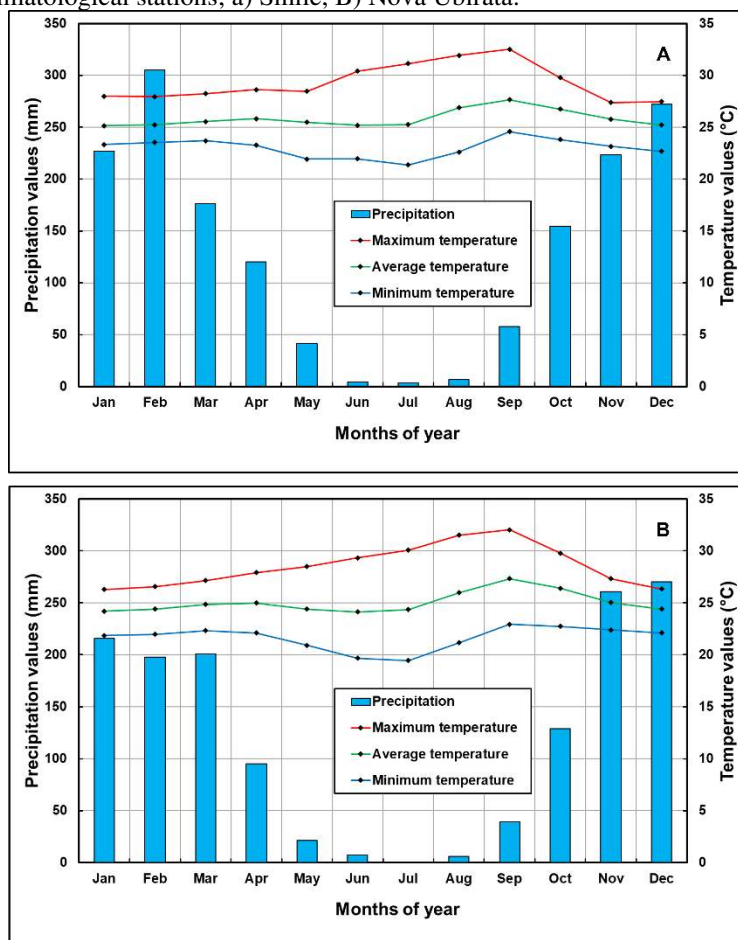 stations; a) B) Nova Ubiratã.
350
300
250
200
150
100
50
0
Precipitation values (mm)
35
30
25
20
15
10
5
0
Temperature values (°C)
A
Precipitation
Maximum temperature
Average temperature
Minimum temperature
Jan Feb Mar Apr May Jun Jul Aug Sep Oct Nov Dec
Months of year
350
300
250
200
150
100
50
0
Precipitation values (mm)
35
30
25
20
15
10
5
0
Temperature values (°C)
B
Precipitation
Maximum temperature
Average temperature
Minimum temperature
Jan Feb Mar Apr May Jun Jul Aug Sep Oct Nov Dec
Months of year